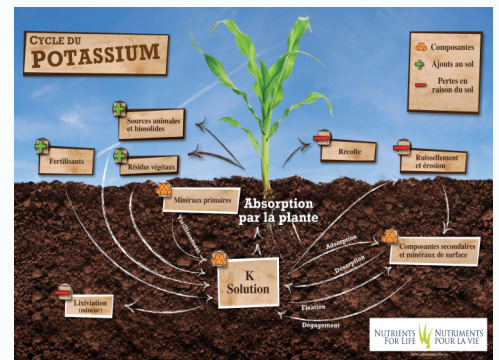 CYCLE DU
POTASSIUM
Composantes
Ajouts au sol
Pertes en
raison du sol
Sources animales
et biosolides
Fertilisants
Résidus végétaux
Récolte
Ruissellement
et érosion
Minéraux primaires
Absorption
par la plante
Vieillissement
Adsorption
Désorption
Composantes secondaires
et minéraux de surface
K
Solution
Fixation
Dégagement
Lixiviation
(mineur)
NUTRIENTS
FOR LIFE
NUTRIMENTS
POUR LA VIE